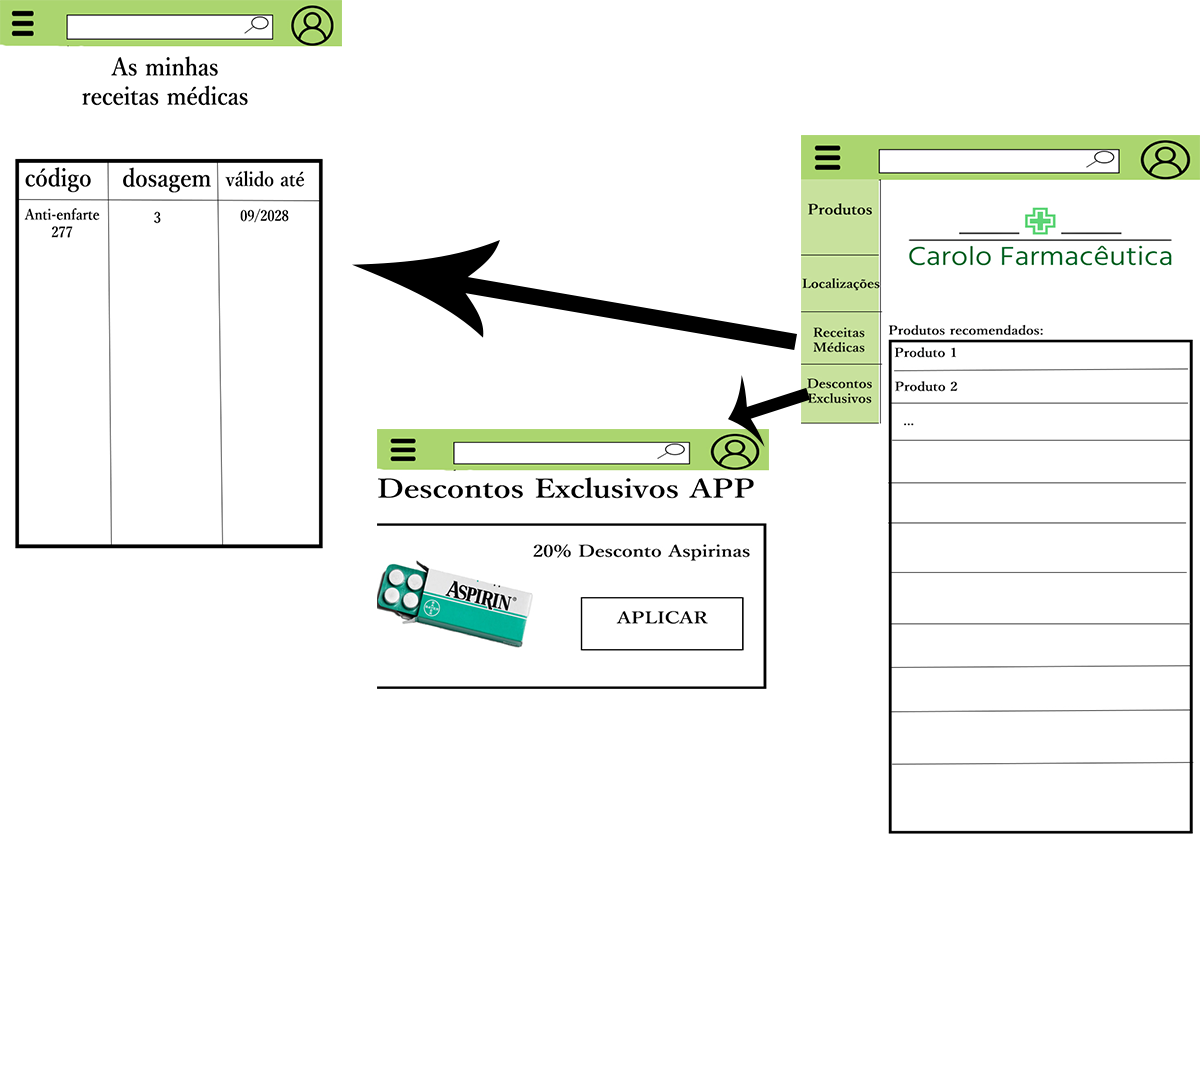 As minhas
receitas médicas
código dosagem válido até
Anti-enfarte 3 09/2028
277
Produtos
Localizações
Receitas
Médicas
Descontos
Exclusivos
Carolo Farmacêutica
Produtos recomendados:
Produto 1
Produto 2
...
Descontos Exclusivos APP
20% Desconto Aspirinas
ASPIRIN®
APLICAR